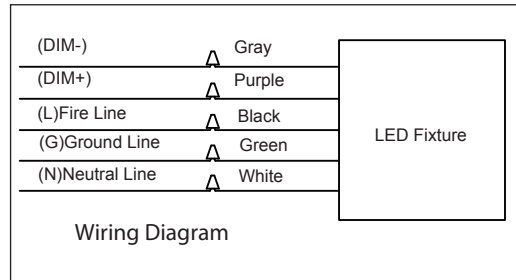 (DIM-) Gray
(DIM+) Purple
(L)Fire Line Black
(G)Ground Line Green
(N)Neutral Line White
LED Fixture
Wiring Diagram